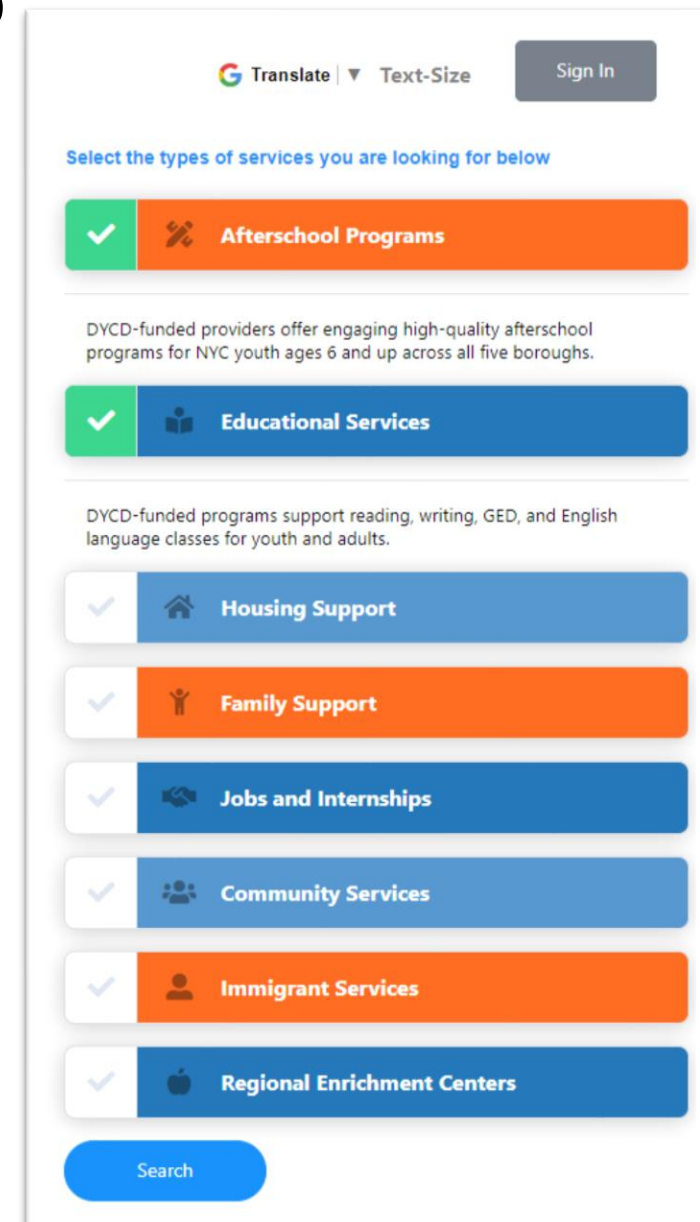 )
Translate | ▼ Text-Size Sign In
Select the types of services you are looking for below
Afterschool Programs
DYCD-funded providers offer engaging high-quality afterschool
programs for NYC youth ages 6 and up across all five boroughs.
Educational Services
DYCD-funded programs support reading, writing, GED, and English
language classes for youth and adults.
Housing Support
Family Support
Jobs and Internships
Community Services
Immigrant Services
Regional Enrichment Centers
Search